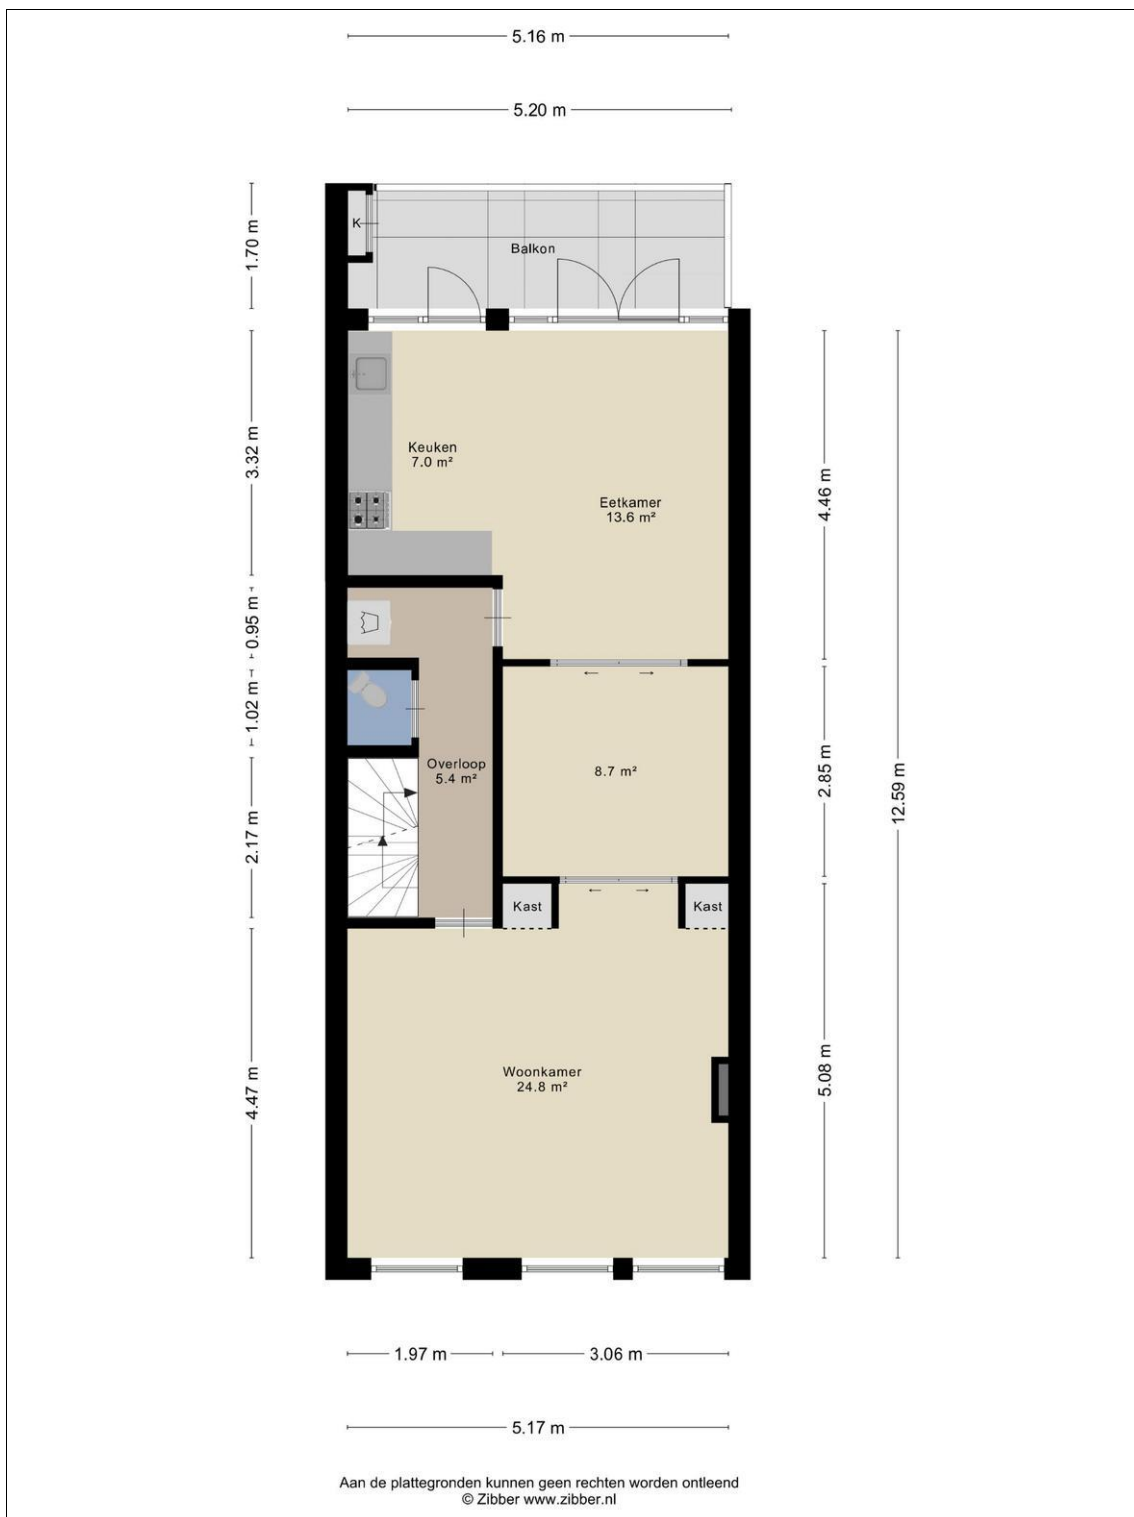 5.16 m
5.20 m
1.70 m
K
Balkon
3.32 m
Keuken
7.0 m²
Eetkamer
13.6 m²
4.46 m
0.95 m
1.02 m
Overloop
5.4 m²
8.7 m²
2.85 m
12.59 m
2.17 m
Kast
Kast
Woonkamer
24.8 m²
4.47 m
5.08 m
1.97 m
3.06 m
5.17 m
Aan de plattegronden kunnen geen rechten worden ontleend
© Zibber www.zibber.nl